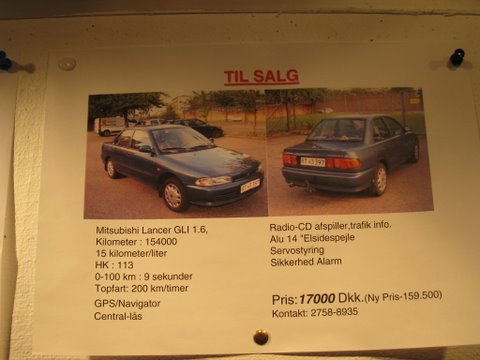 TIL SALG
Mitsubishi Lancer GLI 1.6,
Kilometer : 154000
15 kilometer/liter
HK : 113
0-100 km : 9 sekunder
Topfart: 200 km/timer
GPS/Navigator
Central-lås
Radio-CD afspiller,trafik info.
Alu 14 "Elsidespejle
Servostyring
Sikkerhed Alarm
Pris:17000 Dkk.(Ny Pris-159.500)
Kontakt: 2758-8935